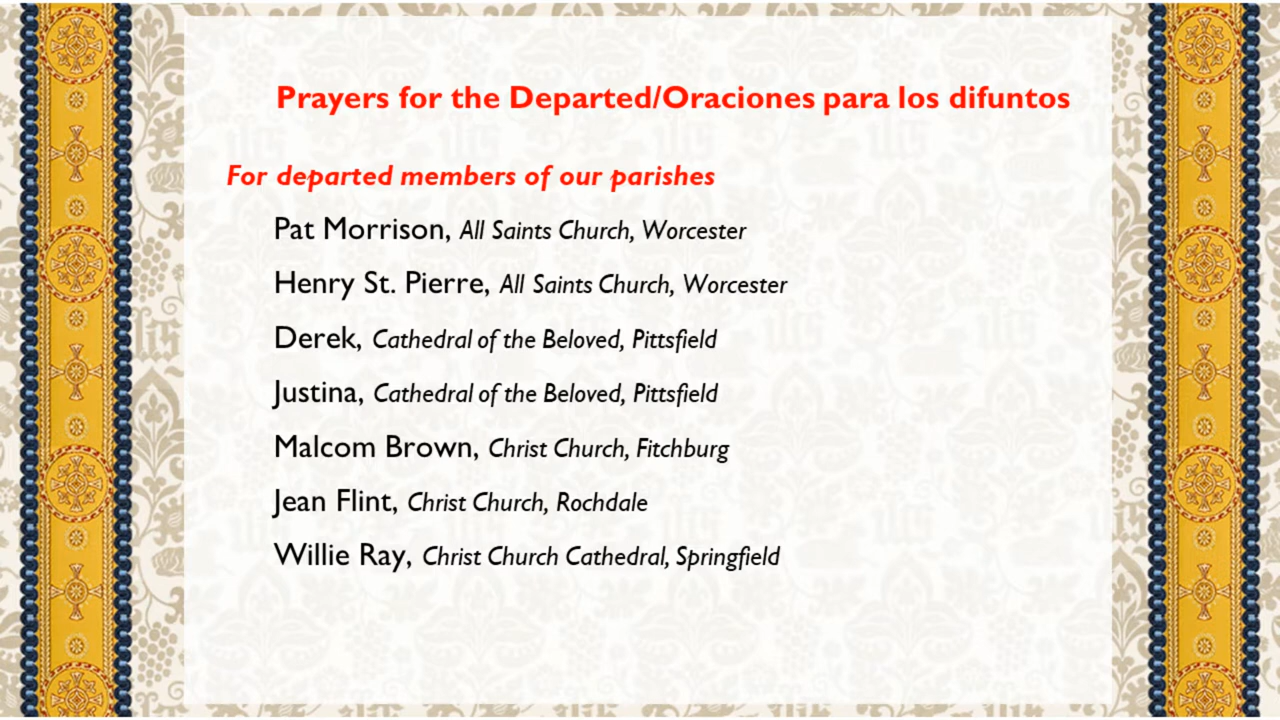 Prayers for the Departed/Oraciones para los difuntos
For departed members of our parishes
Pat Morrison, All Saints Church, Worcester
Henry St. Pierre, All Saints Church, Worcester
Derek, Cathedral of the Beloved, Pittsfield
Justina, Cathedral of the Beloved, Pittsfield
Malcom Brown, Christ Church, Fitchburg
Jean Flint, Christ Church, Rochdale
Willie Ray, Christ Church Cathedral, Springfield